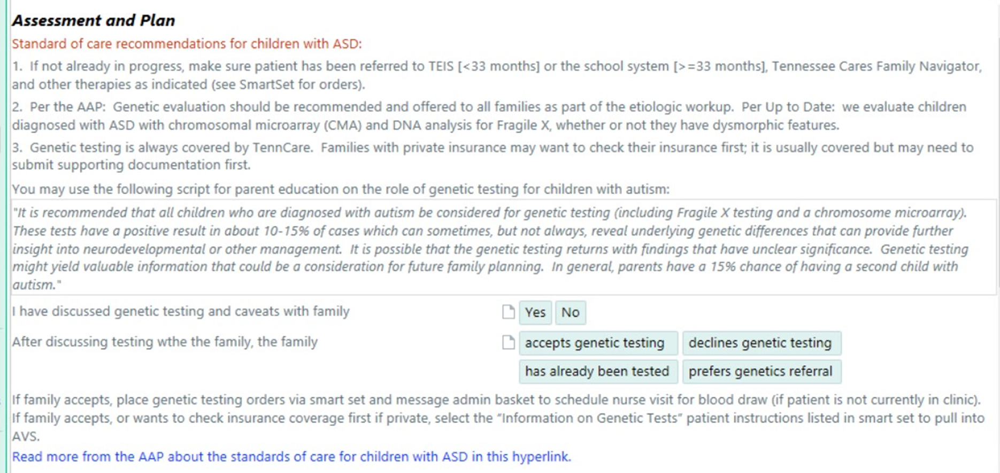 Assessment and Plan
Standard of care recommendations for children with ASD:
1.  If not already in progress, make sure patient has been referred to TEIS [<33 months] or the school system [>=33 months], Tennessee Cares Family Navigator,
and other therapies as indicated (see SmartSet for orders).
2.  Per the AAP:  Genetic evaluation should be recommended and offered to all families as part of the etiologic workup.  Per Up to Date:  we evaluate children
diagnosed with ASD with chromosomal microarray (CMA) and DNA analysis for Fragile X, whether or not they have dysmorphic features.
3.  Genetic testing is always covered by TennCare.  Families with private insurance may want to check their insurance first; it is usually covered but may need to
submit supporting documentation first.
You may use the following script for parent education on the role of genetic testing for children with autism:
"It is recommended that all children who are diagnosed with autism be considered for genetic testing (including Fragile X testing and a chromosome microarray).
These tests have a positive result in about 10-15% of cases which can sometimes, but not always, reveal underlying genetic differences that can provide further
insight into neurodevelopmental or other management.  It is possible that the genetic testing returns with findings that have unclear significance.  Genetic testing
might yield valuable information that could be a consideration for future family planning.  In general, parents have a 15% chance of having a second child with
autism."
I have discussed genetic testing and caveats with family Yes No
After discussing testing wthe the family, the family accepts genetic testing declines genetic testing
has already been tested prefers genetics referral
If family accepts, place genetic testing orders via smart set and message admin basket to schedule nurse visit for blood draw (if patient is not currently in clinic).
If family accepts, or wants to check insurance coverage first if private, select the “Information on Genetic Tests” patient instructions listed in smart set to pull into
AVS.
Read more from the AAP about the standards of care for children with ASD in this hyperlink.